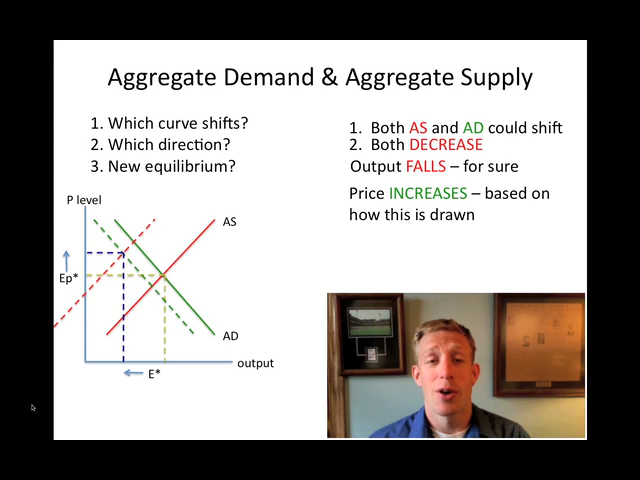 Aggregate Demand & Aggregate Supply
1. Which curve shifts?
2. Which direction?
3. New equilibrium?
1. Both AS and AD could shift
2. Both DECREASE
Output FALLS – for sure
Price INCREASES – based on
how this is drawn
P level
AS
Ep*
AD
output
E*